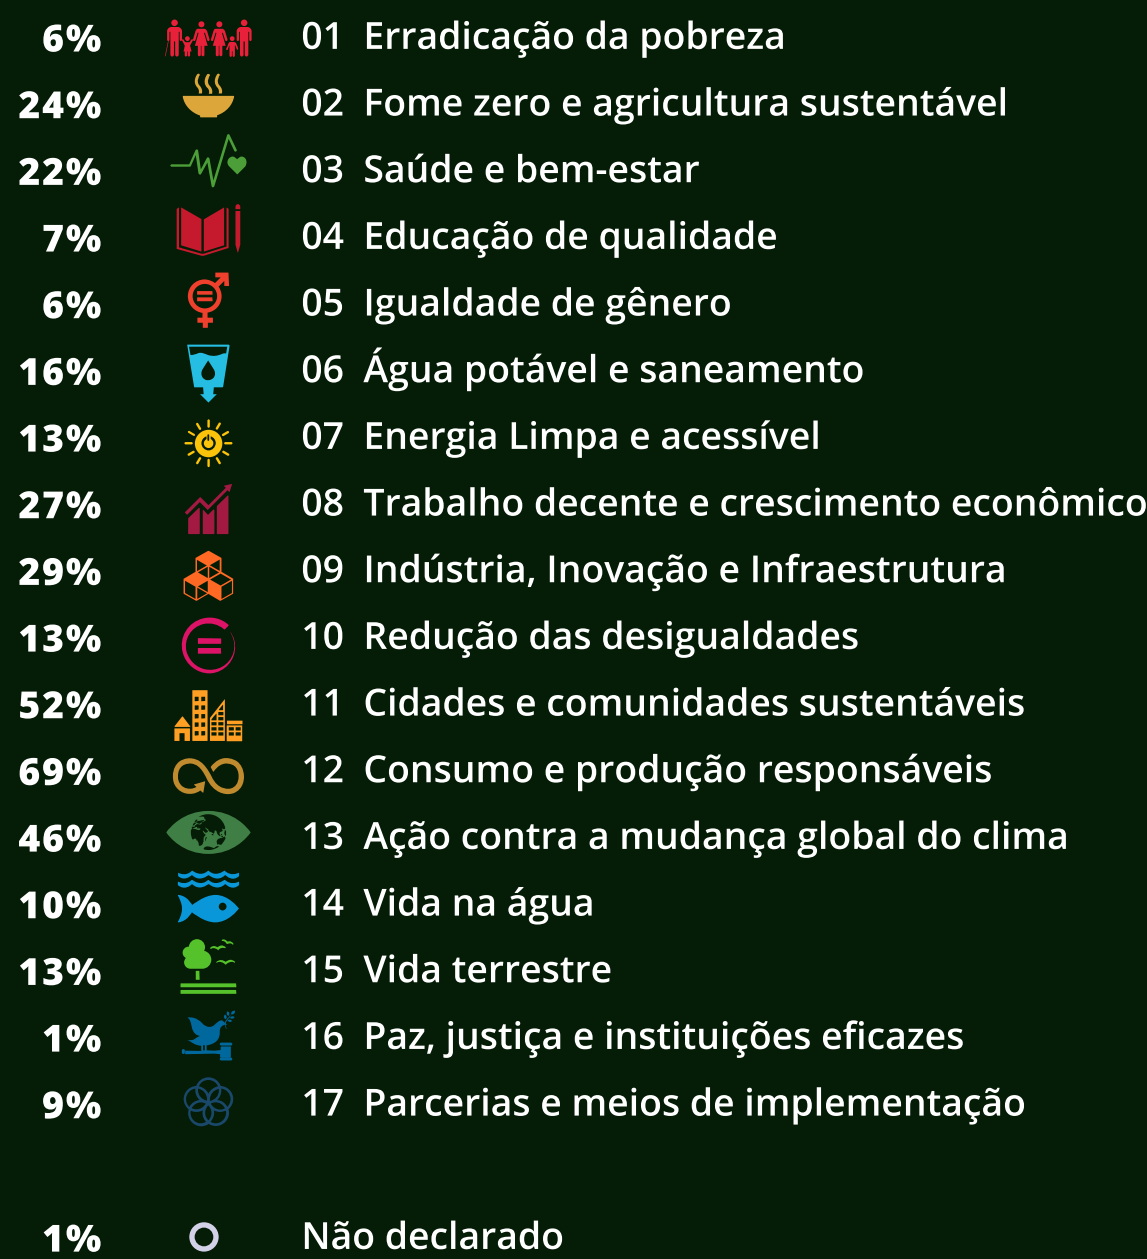 6% 01 Erradicação da pobreza
24% 02 Fome zero e agricultura sustentável
22% 03 Saúde e bem-estar
7% 04 Educação de qualidade
6% 05 Igualdade de gênero
16% 06 Água potável e saneamento
13% 07 Energia Limpa e acessível
27% 08 Trabalho decente e crescimento econômico
29% 09 Indústria, Inovação e Infraestrutura
13% 10 Redução das desigualdades
52% 11 Cidades e comunidades sustentáveis
69% 12 Consumo e produção responsáveis
46% 13 Ação contra a mudança global do clima
10% 14 Vida na água
13% 15 Vida terrestre
1% 16 Paz, justiça e instituições eficazes
9% 17 Parcerias e meios de implementação
1% Não declarado